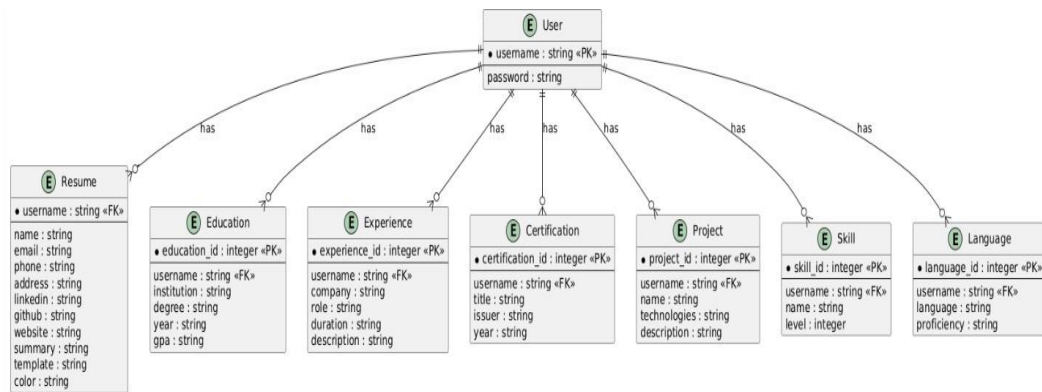 E User
• username : string «PK»
password : string
has
has
has
has
has
has
has
E Resume
• username : string «FK»
name : string
email : string
phone : string
address : string
linkedin : string
github : string
website : string
summary : string
template : string
color : string
E Education
• education_id : integer «PK»
username : string «FK»
institution : string
degree : string
year : string
gpa : string
E Experience
• experience_id : integer «PK»
username : string «FK»
company : string
role : string
duration : string
description : string
E Certification
• certification_id : integer «PK»
username : string «FK»
title : string
issuer : string
year : string
E Project
• project_id : integer «PK»
username : string «FK»
name : string
technologies : string
description : string
E Skill
• skill_id : integer «PK»
username : string «FK»
name : string
level : integer
E Language
• language_id : integer «PK»
username : string «FK»
language : string
proficiency : string